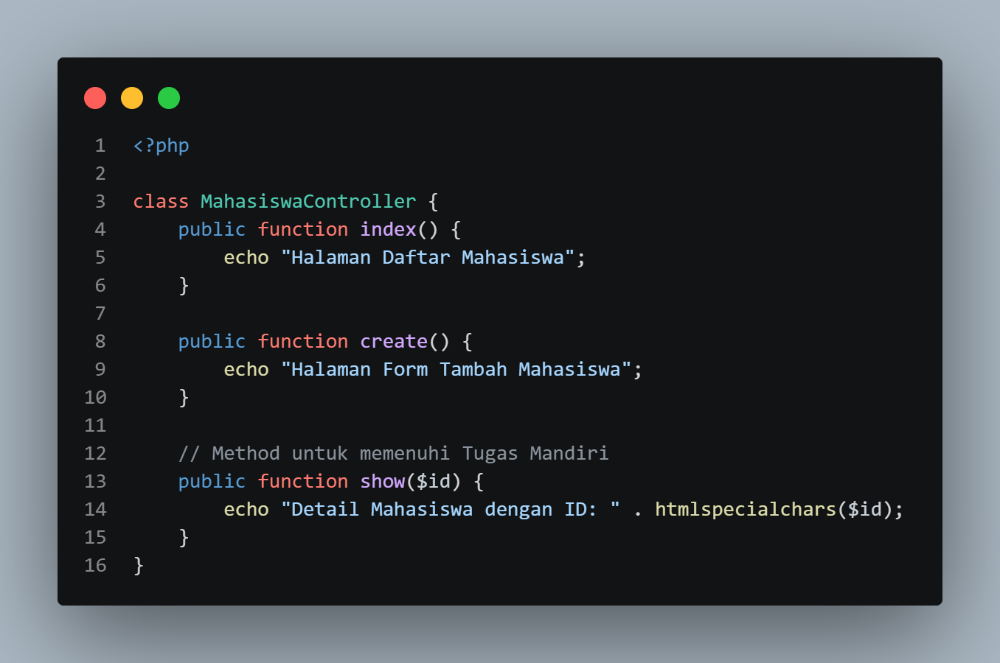 1 <?php
2
3 class MahasiswaController {
4     public function index() {
5         echo "Halaman Daftar Mahasiswa";
6     }
7
8     public function create() {
9         echo "Halaman Form Tambah Mahasiswa";
10     }
11
12     // Method untuk memenuhi Tugas Mandiri
13     public function show($id) {
14         echo "Detail Mahasiswa dengan ID: " . htmlspecialchars($id);
15     }
16 }